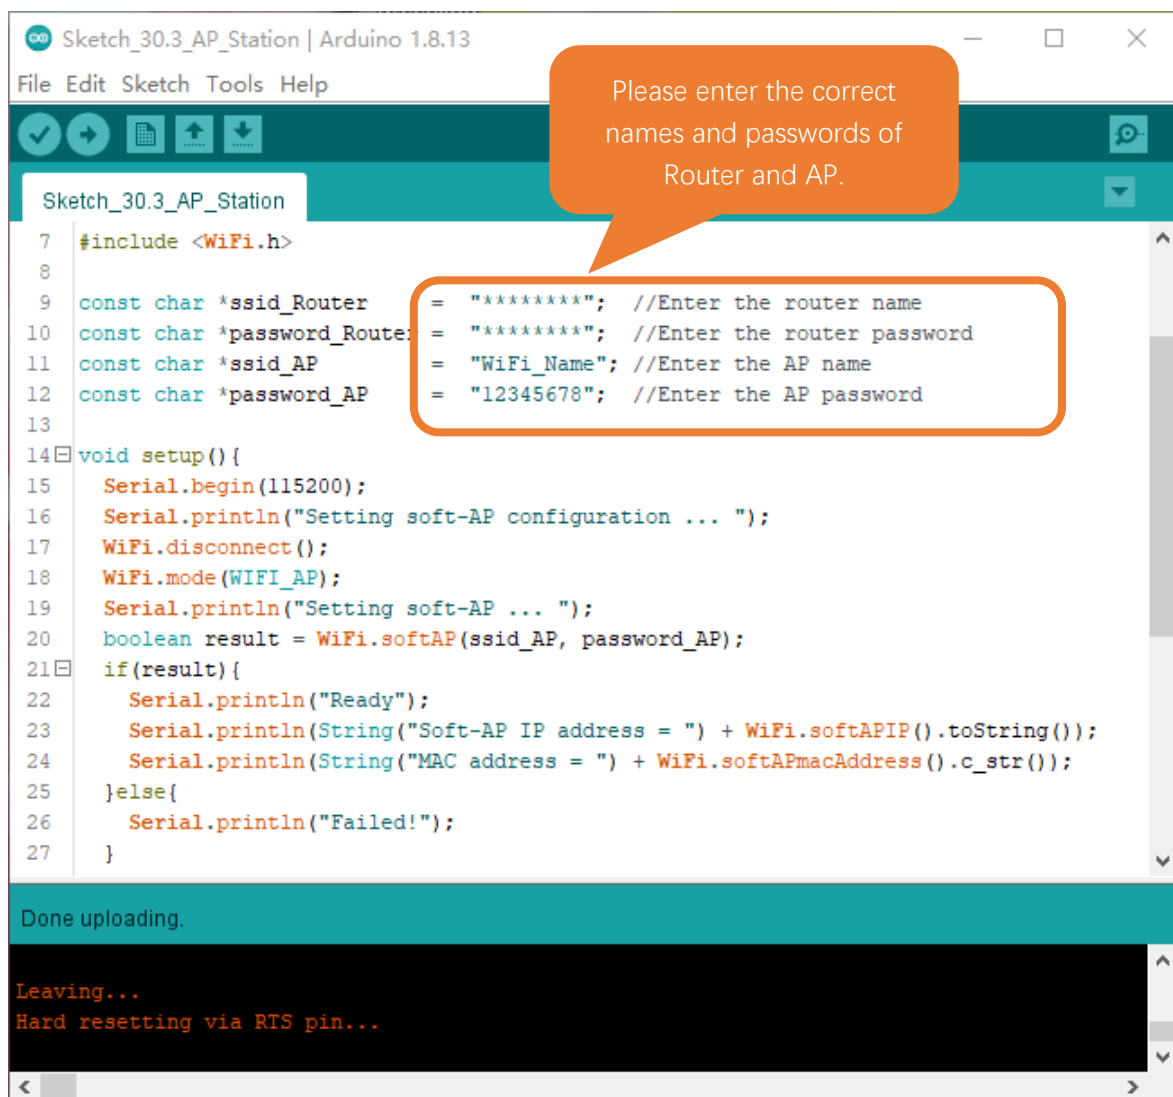 Sketch_30.3_AP_Station | Arduino 1.8.13
File Edit Sketch Tools Help
Please enter the correct
names and passwords of
Router and AP.
Sketch_30.3_AP_Station
7 #include <WiFi.h>
8
9 const char *ssid_Router     =  "********";  //Enter the router name
10 const char *password_Router =  "********";  //Enter the router password
11 const char *ssid_AP         =  "WiFi_Name"; //Enter the AP name
12 const char *password_AP     =  "12345678";  //Enter the AP password
13
14 void setup(){
15   Serial.begin(115200);
16   Serial.println("Setting soft-AP configuration ... ");
17   WiFi.disconnect();
18   WiFi.mode(WIFI_AP);
19   Serial.println("Setting soft-AP ... ");
20   boolean result = WiFi.softAP(ssid_AP, password_AP);
21   if(result){
22     Serial.println("Ready");
23     Serial.println(String("Soft-AP IP address = ") + WiFi.softAPIP().toString());
24     Serial.println(String("MAC address = ") + WiFi.softAPmacAddress().c_str());
25   }else{
26     Serial.println("Failed!");
27   }
Done uploading.
Leaving...
Hard resetting via RTS pin...